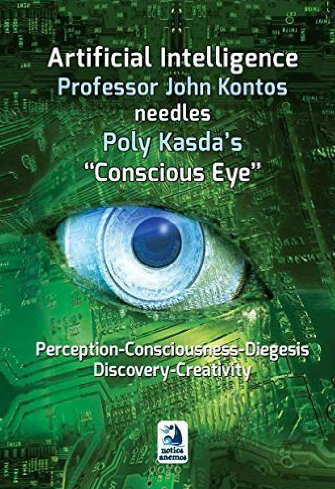 Artificial Intelligence
Professor John Kontos
needles
Poly Kasda's
“Conscious Eye”
Perception-Consciousness-Diegesis
Discovery-Creativity
notios
anemos